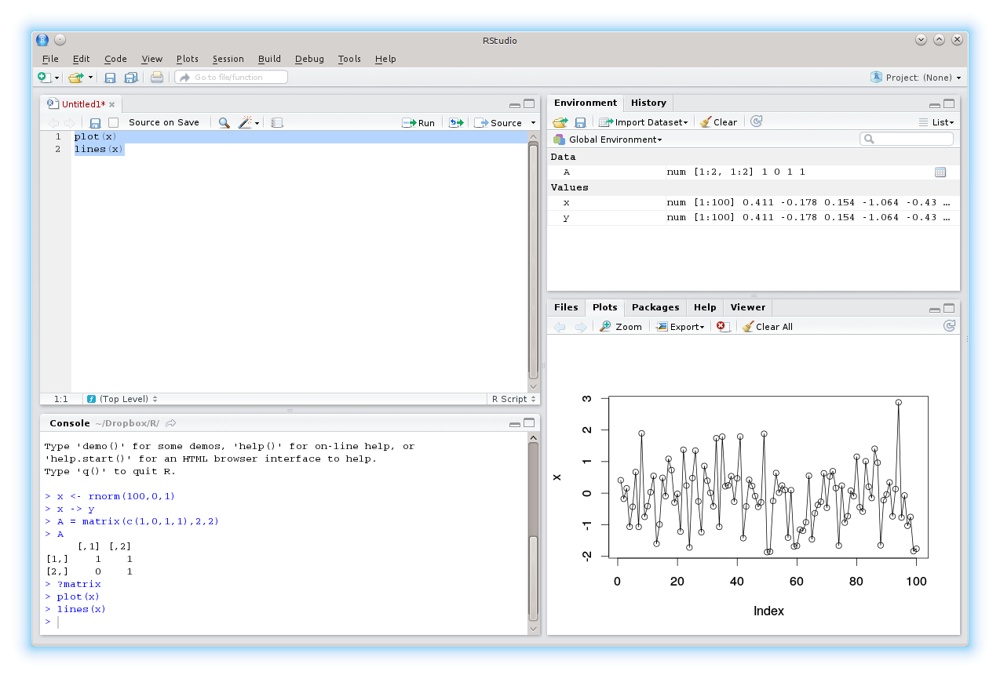 RStudio
File Edit Code View Plots Session Build Debug Tools Help
Go to file/function
Project: (None)
Untitled1*
Source on Save
Run
Source
1 plot(x)
2 lines(x)
1:1 (Top Level) R Script
Console ~/Dropbox/R/
Type 'demo()' for some demos, 'help()' for on-line help, or
'help.start()' for an HTML browser interface to help.
Type 'q()' to quit R.
> x <- rnorm(100,0,1)
> x -> y
> A = matrix(c(1,0,1,1),2,2)
> A
[,1] [,2]
[1,] 1 1
[2,] 0 1
> ?matrix
> plot(x)
> lines(x)
>
Environment History
Import Dataset Clear List
Global Environment
Data
A num [1:2, 1:2] 1 0 1 1
Values
x num [1:100] 0.411 -0.178 0.154 -1.064 -0.43 ...
y num [1:100] 0.411 -0.178 0.154 -1.064 -0.43 ...
Files Plots Packages Help Viewer
Zoom Export Clear All
3
2
1
0
-1
-2
x
0 20 40 60 80 100
Index